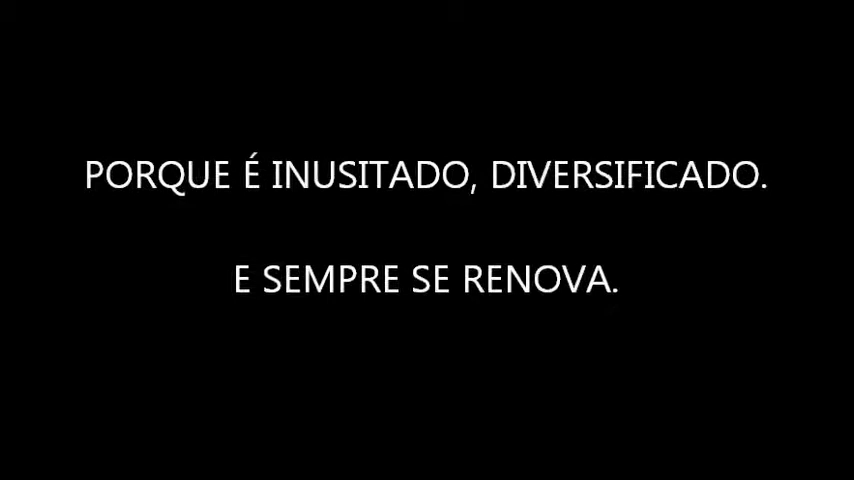 PORQUE É INUSITADO, DIVERSIFICADO.
E SEMPRE SE RENOVA.